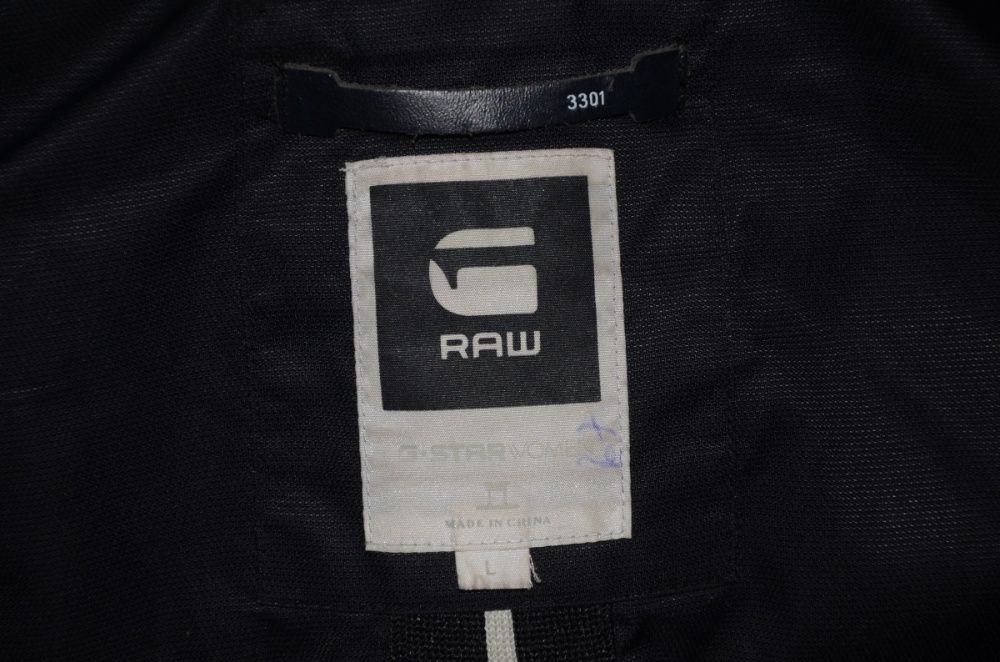 3301
RAW
G-STAR WOMEN
MADE IN CHINA
L